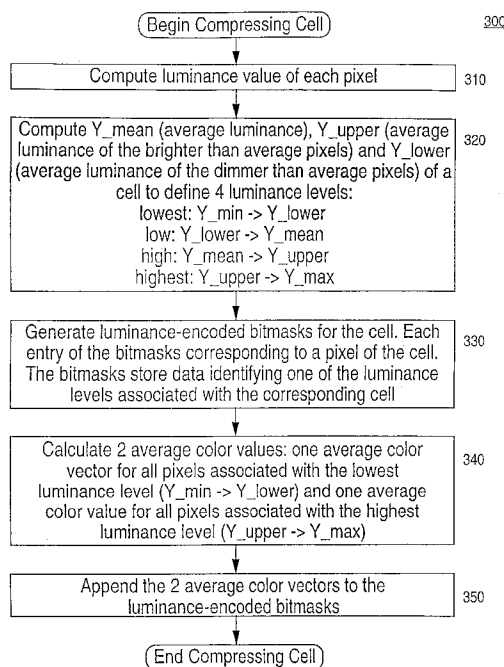 Begin Compressing Cell
300
Compute luminance value of each pixel
310
Compute Y_mean (average luminance), Y_upper (average
luminance of the brighter than average pixels) and Y_lower
(average luminance of the dimmer than average pixels) of a
cell to define 4 luminance levels:
lowest: Y_min -> Y_lower
low: Y_lower -> Y_mean
high: Y_mean -> Y_upper
highest: Y_upper -> Y_max
320
Generate luminance-encoded bitmasks for the cell. Each
entry of the bitmasks corresponding to a pixel of the cell.
The bitmasks store data identifying one of the luminance
levels associated with the corresponding cell
330
Calculate 2 average color values: one average color
vector for all pixels associated with the lowest
luminance level (Y_min -> Y_lower) and one average
color value for all pixels associated with the highest
luminance level (Y_upper -> Y_max)
340
Append the 2 average color vectors to the
luminance-encoded bitmasks
350
End Compressing Cell